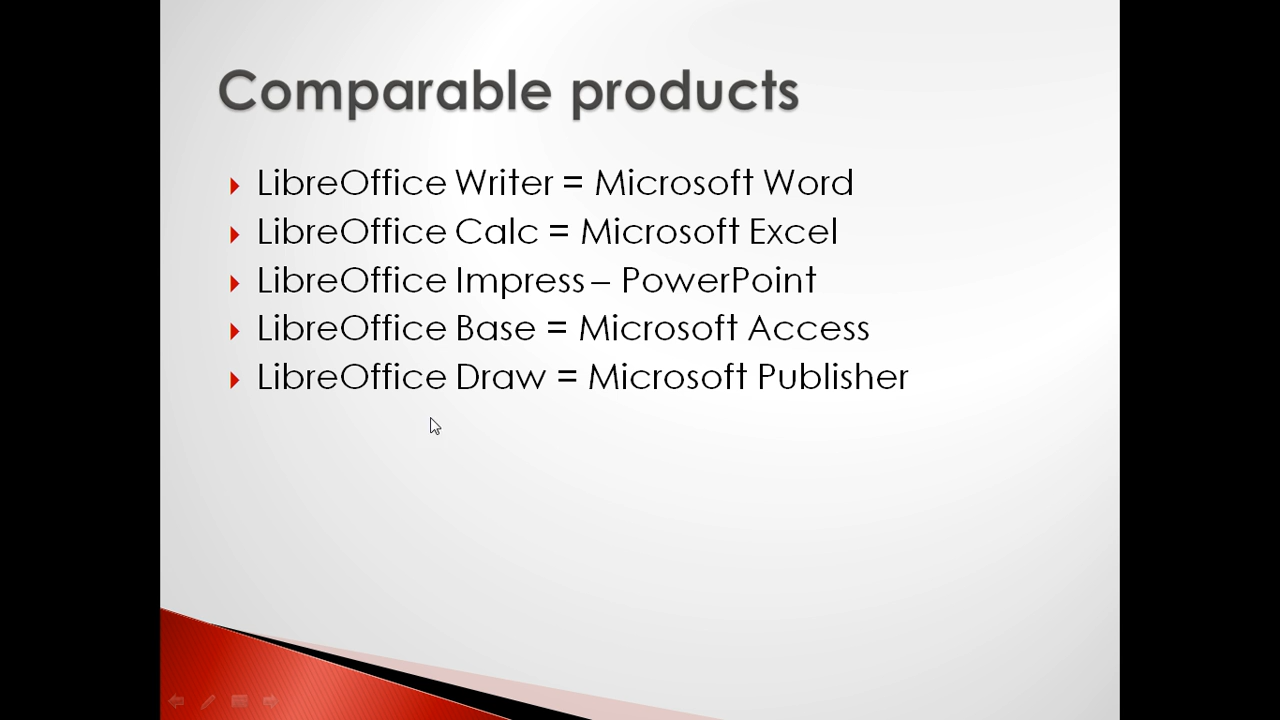 Comparable products
LibreOffice Writer = Microsoft Word
LibreOffice Calc = Microsoft Excel
LibreOffice Impress – PowerPoint
LibreOffice Base = Microsoft Access
LibreOffice Draw = Microsoft Publisher